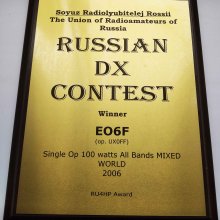 Soyuz Radiolyubitelej Rossii
The Union of Radioamateurs of
Russia
RUSSIAN
DX
CONTEST
Winner
EO6F
(op. UX0FF)
Single Op 100 watts All Bands MIXED
WORLD
2006
RU4HP Award